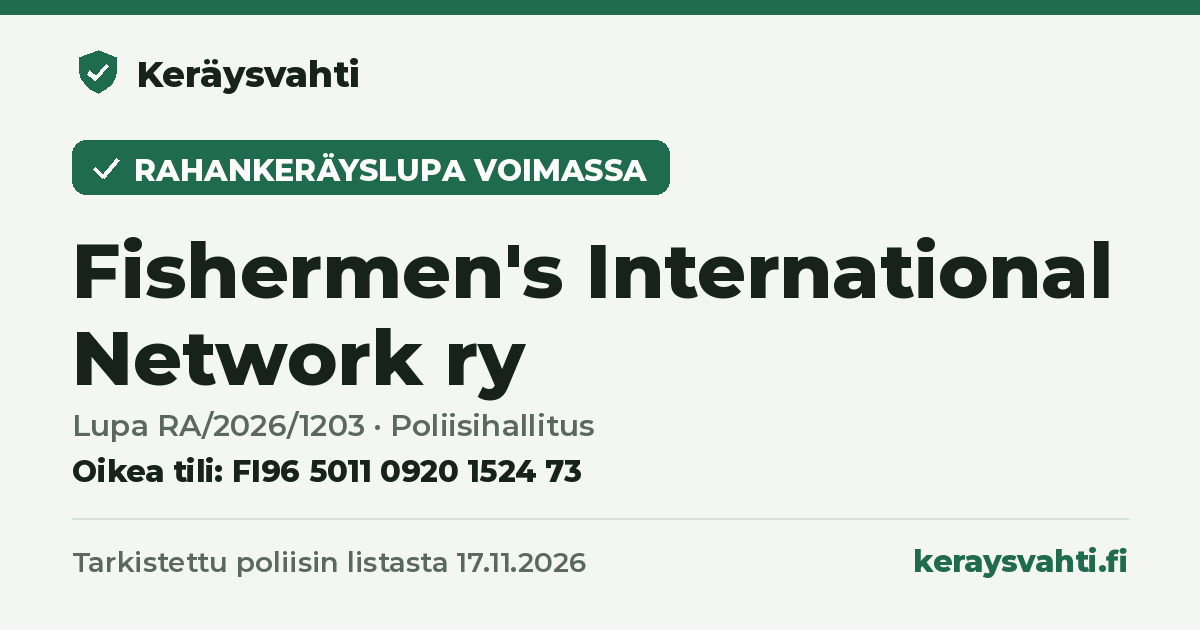 Keräysvahti
RAHANKERÄYSLUPA VOIMASSA
Fishermen's International
Network ry
Lupa RA/2026/1203 · Poliisihallitus
Oikea tili: FI96 5011 0920 1524 73
Tarkistettu poliisin listasta 17.11.2026
keraysvahti.fi